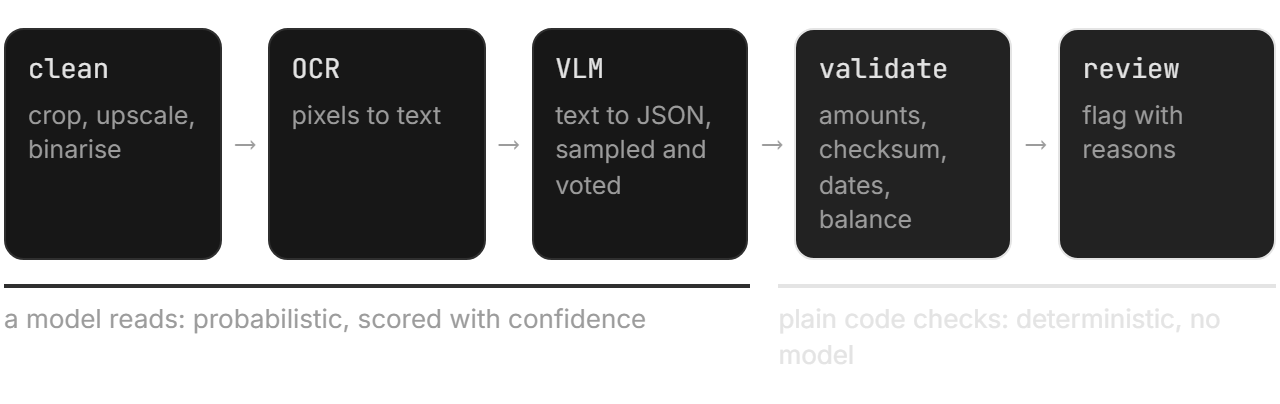 clean
crop, upscale,
binarise
→
OCR
pixels to text
→
VLM
text to JSON,
sampled and
voted
→
validate
amounts,
checksum,
dates,
balance
→
review
flag with
reasons
a model reads: probabilistic, scored with confidence
plain code checks: deterministic, no
model